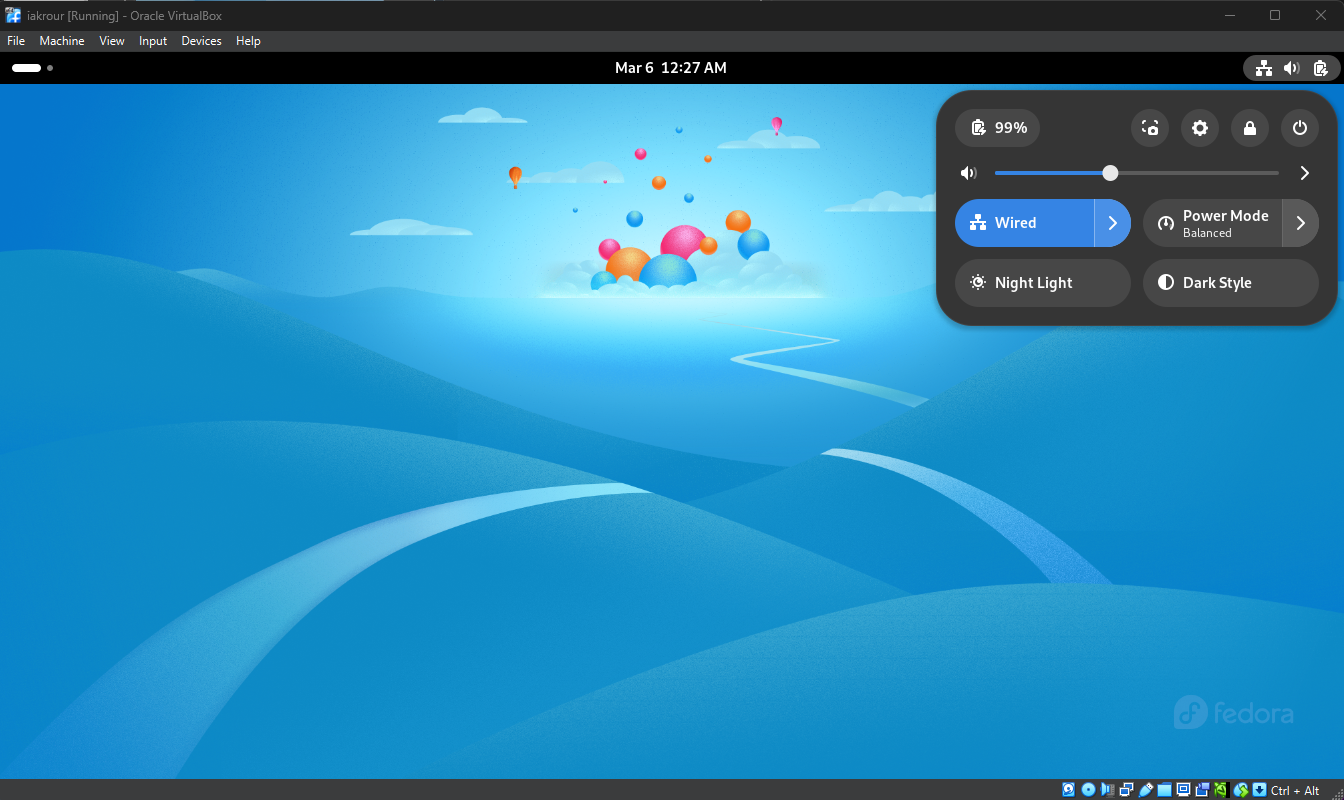 iakrour [Running] - Oracle VirtualBox
File Machine View Input Devices Help
Mar 6 12:27 AM
99%
Wired
Power Mode
Balanced
Night Light
Dark Style
fedora
Ctrl + Alt